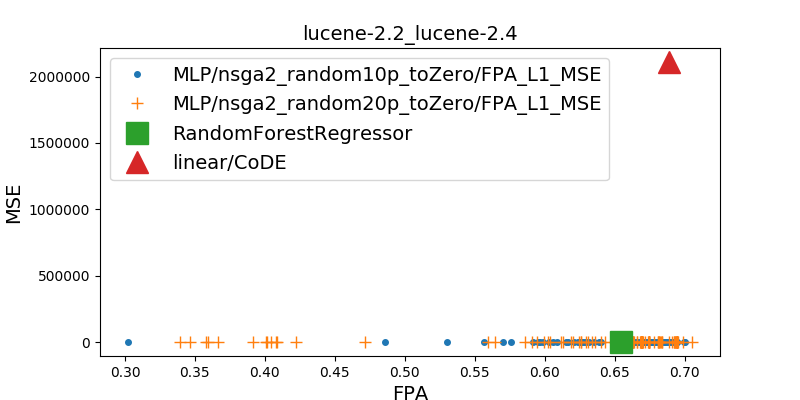 lucene-2.2_lucene-2.4
MLP/nsga2_random10p_toZero/FPA_L1_MSE
MLP/nsga2_random20p_toZero/FPA_L1_MSE
RandomForestRegressor
linear/CoDE
MSE
2000000
1500000
1000000
500000
0
0.30 0.35 0.40 0.45 0.50 0.55 0.60 0.65 0.70
FPA